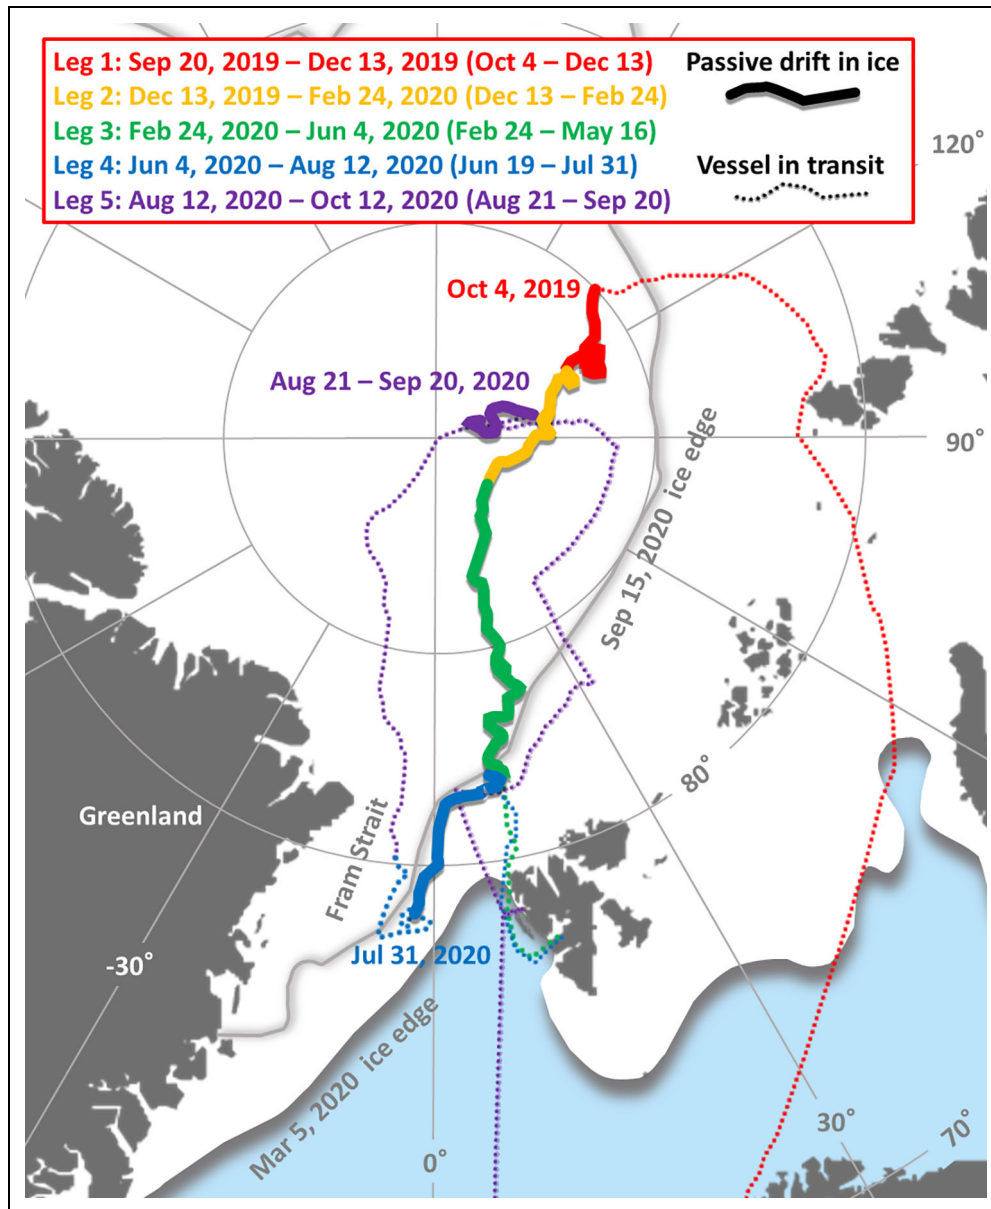 Leg 1: Sep 20, 2019 – Dec 13, 2019 (Oct 4 – Dec 13)
Leg 2: Dec 13, 2019 – Feb 24, 2020 (Dec 13 – Feb 24)
Leg 3: Feb 24, 2020 – Jun 4, 2020 (Feb 24 – May 16)
Leg 4: Jun 4, 2020 – Aug 12, 2020 (Jun 19 – Jul 31)
Leg 5: Aug 12, 2020 – Oct 12, 2020 (Aug 21 – Sep 20)
Passive drift in ice
Vessel in transit
120°
Oct 4, 2019
Aug 21 – Sep 20, 2020
90°
Sep 15, 2020 ice edge
80°
Greenland
Fram Strait
Jul 31, 2020
-30°
Mar 5, 2020 ice edge
0°
30°
70°